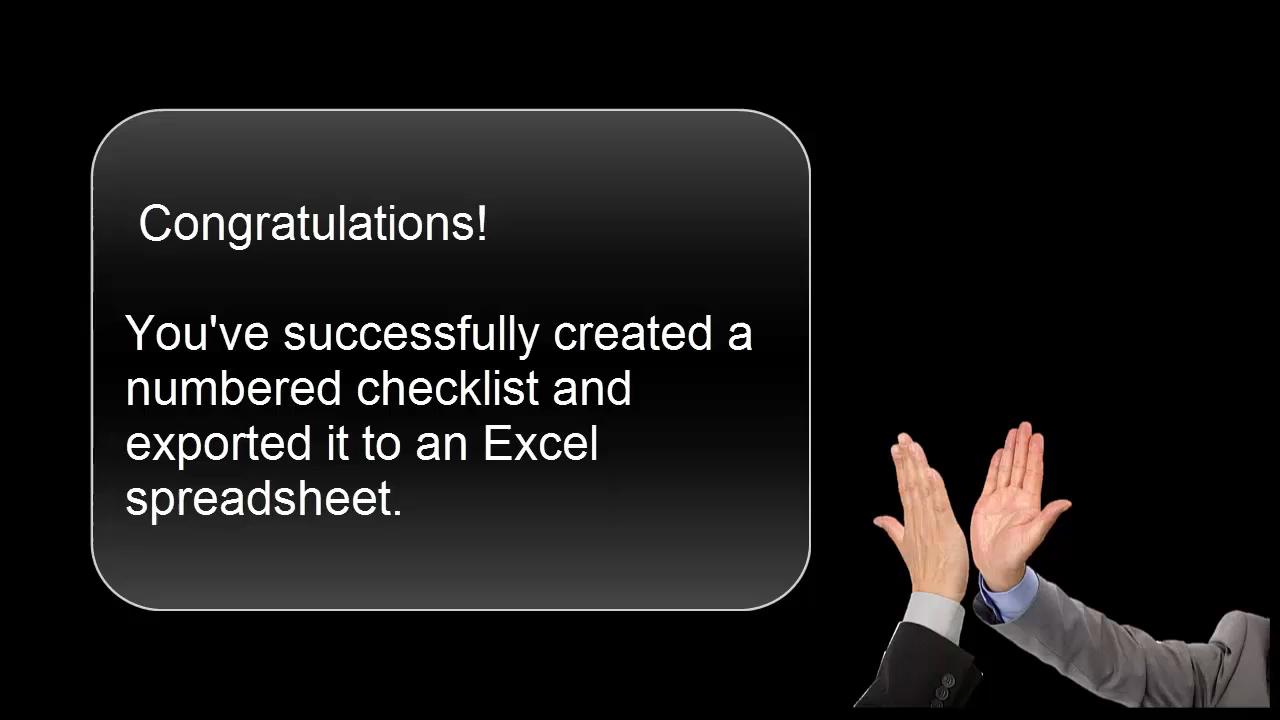 Congratulations!
You've successfully created a
numbered checklist and
exported it to an Excel
spreadsheet.